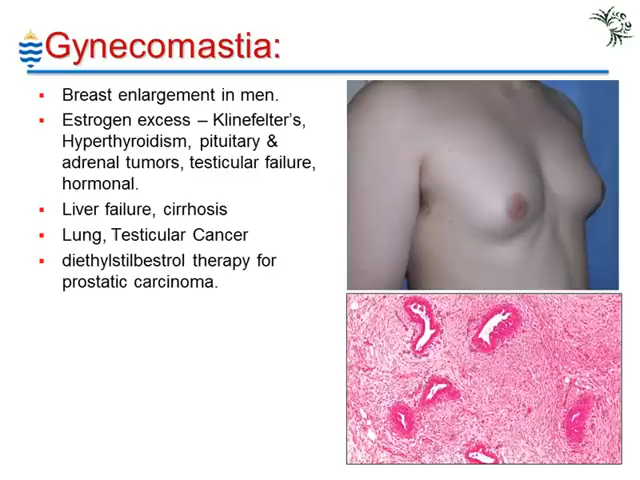 Gynecomastia:
▪ Breast enlargement in men.
▪ Estrogen excess – Klinefelter's,
Hyperthyroidism, pituitary &
adrenal tumors, testicular failure,
hormonal.
▪ Liver failure, cirrhosis
▪ Lung, Testicular Cancer
▪ diethylstilbestrol therapy for
prostatic carcinoma.